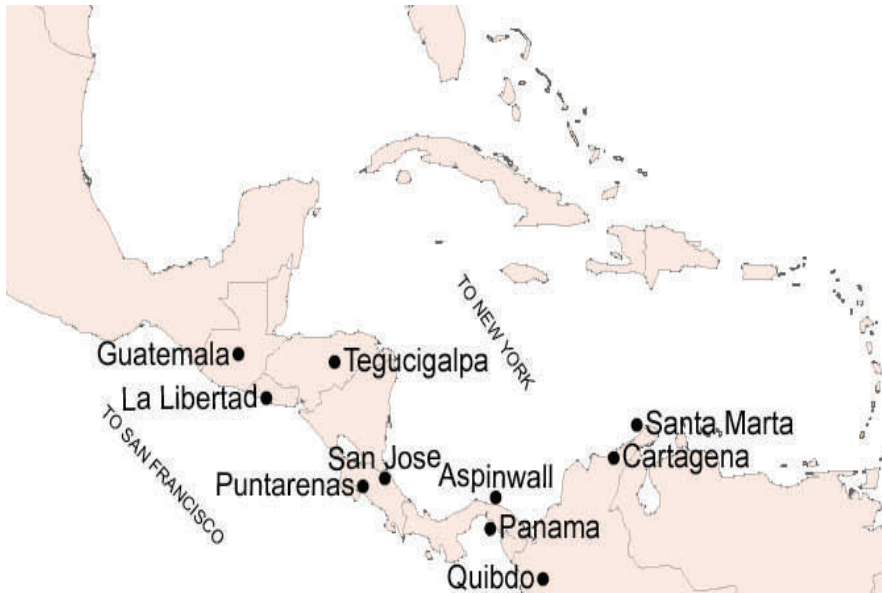 TO NEW YORK
Guatemala
Tegucigalpa
La Libertad
TO SAN FRANCISCO
Santa Marta
San Jose
Cartagena
Puntarenas
Aspinwall
Panama
Quibdo